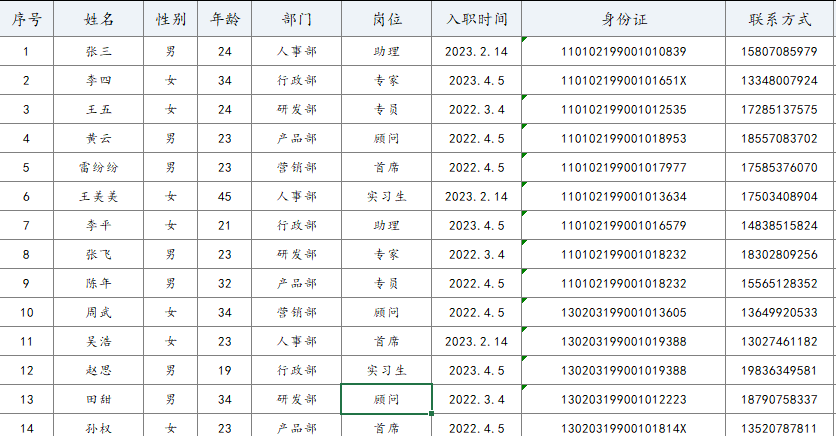 序号 姓名 性别 年龄 部门 岗位 入职时间 身份证 联系方式
1 张三 男 24 人事部 助理 2023.2.14 110102199001010839 15807085979
2 李四 女 34 行政部 专家 2023.4.5 11010219900101651X 13348007924
3 王五 女 24 研发部 专员 2022.3.4 110102199001012535 17285137575
4 黄云 男 23 产品部 顾问 2022.4.5 110102199001018953 18557083702
5 雷纷纷 男 23 营销部 首席 2022.4.5 110102199001017977 17585376070
6 王美美 女 45 人事部 实习生 2023.2.14 110102199001013634 17503408904
7 李平 女 21 行政部 助理 2023.4.5 110102199001016579 14838515824
8 张飞 男 23 研发部 专家 2022.3.4 110102199001018232 18302809256
9 陈年 男 32 产品部 专员 2022.4.5 110102199001018232 15565128352
10 周武 女 34 营销部 顾问 2022.4.5 130203199001013605 13649920533
11 吴浩 女 23 人事部 首席 2023.2.14 130203199001019388 13027461182
12 赵思 男 19 行政部 实习生 2023.4.5 130203199001019388 19836349581
13 田甜 男 34 研发部 顾问 2022.3.4 130203199001012223 18790758337
14 孙权 女 23 产品部 首席 2022.4.5 13020319900101814X 13520787811